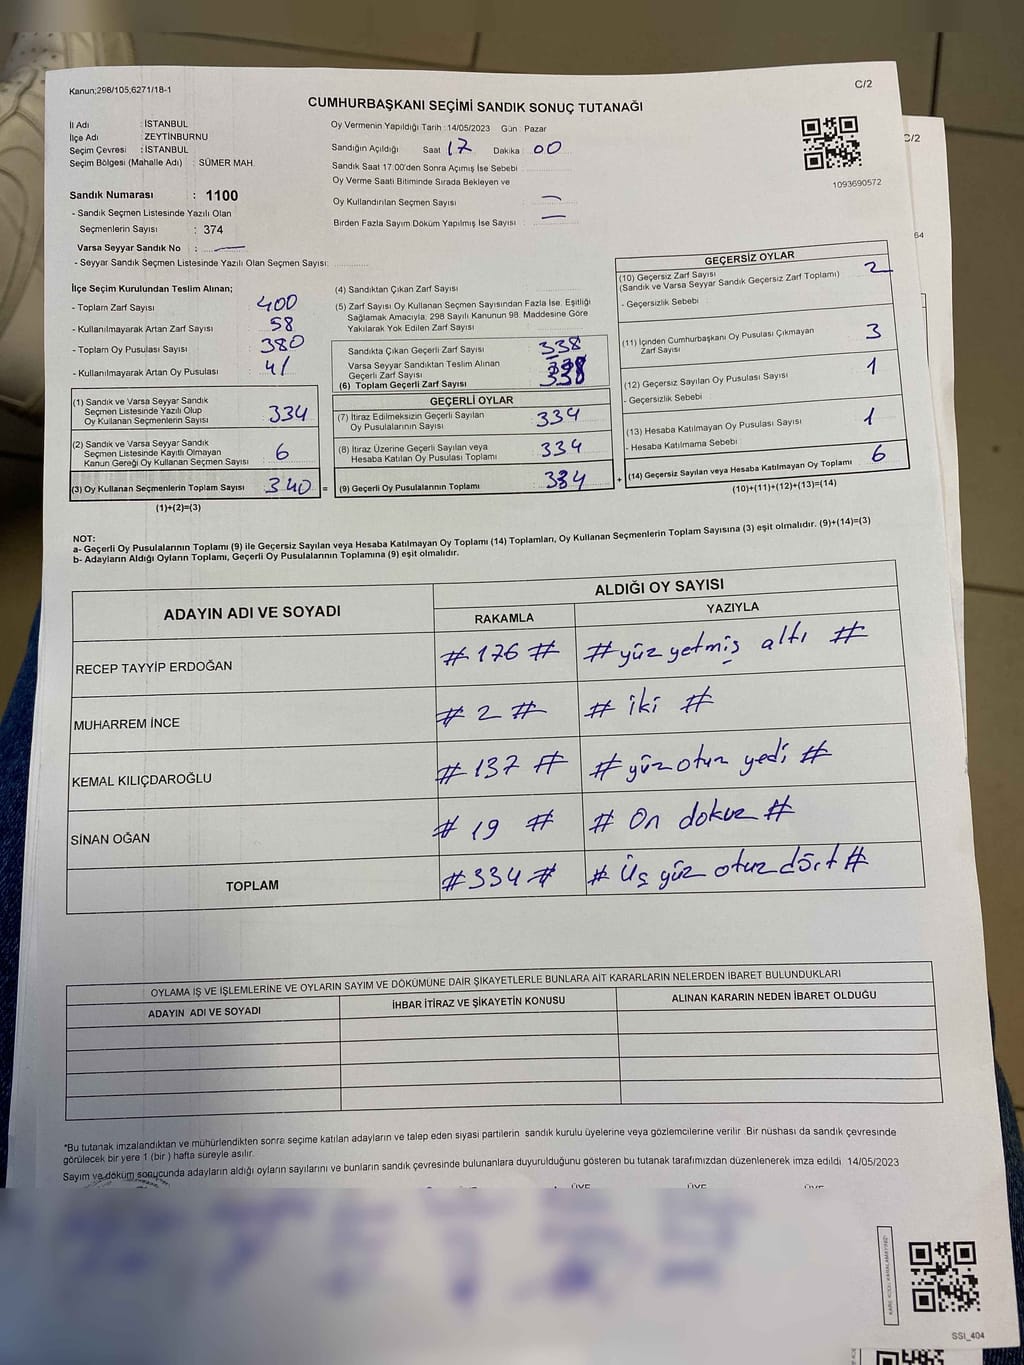 Kanun;298/105,6271/18-1
C/2
CUMHURBAŞKANI SEÇİMİ SANDIK SONUÇ TUTANAĞI
C/2
İl Adı : İSTANBUL
İlçe Adı : ZEYTİNBURNU
Seçim Çevresi : İSTANBUL
Seçim Bölgesi (Mahalle Adı) : SÜMER MAH.
Oy Vermenin Yapıldığı Tarih :14/05/2023 Gün : Pazar
Sandığın Açıldığı Saat 17 Dakika 00
Sandık Saat 17.00'den Sonra Açımış İse Sebebi
Oy Verme Saati Bitiminde Sırada Bekleyen ve
Oy Kullandırılan Seçmen Sayısı : —
Birden Fazla Sayım Döküm Yapılmış İse Sayısı : —
1093690572
64
Sandık Numarası : 1100
- Sandık Seçmen Listesinde Yazılı Olan
Seçmenlerin Sayısı : 374
Varsa Seyyar Sandık No : —
- Seyyar Sandık Seçmen Listesinde Yazılı Olan Seçmen Sayısı:
İlçe Seçim Kurulundan Teslim Alınan;
- Toplam Zarf Sayısı 400
- Kullanılmayarak Artan Zarf Sayısı 58
- Toplam Oy Pusulası Sayısı 380
- Kullanılmayarak Artan Oy Pusulası 41
(1) Sandık ve Varsa Seyyar Sandık
Seçmen Listesinde Yazılı Olup
Oy Kullanan Seçmenlerin Sayısı 334
(2) Sandık ve Varsa Seyyar Sandık
Seçmen Listesinde Kayıtlı Olmayan
Kanun Gereği Oy Kullanan Seçmen Sayısı 6
(3) Oy Kullanan Seçmenlerin Toplam Sayısı 340 =
(1)+(2)=(3)
(4) Sandıktan Çıkan Zarf Sayısı
(5) Zarf Sayısı Oy Kullanan Seçmen Sayısından Fazla İse, Eşitliği
Sağlamak Amacıyla, 298 Sayılı Kanunun 98. Maddesine Göre
Yakılarak Yok Edilen Zarf Sayısı
Sandıkta Çıkan Geçerli Zarf Sayısı 338
Varsa Seyyar Sandıktan Teslim Alınan
Geçerli Zarf Sayısı
(6) Toplam Geçerli Zarf Sayısı 338
GEÇERLİ OYLAR
(7) İtiraz Edilmeksizin Geçerli Sayılan
Oy Pusulalarının Sayısı 334
(8) İtiraz Üzerine Geçerli Sayılan veya
Hesaba Katılan Oy Pusulası Toplamı 334
(9) Geçerli Oy Pusulalarının Toplamı 334 +
GEÇERSİZ OYLAR
(10) Geçersiz Zarf Sayısı
(Sandık ve Varsa Seyyar Sandık Geçersiz Zarf Toplamı) 2
- Geçersizlik Sebebi
(11) İçinden Cumhurbaşkanı Oy Pusulası Çıkmayan
Zarf Sayısı 3
(12) Geçersiz Sayılan Oy Pusulası Sayısı 1
- Geçersizlik Sebebi
(13) Hesaba Katılmayan Oy Pusulası Sayısı 1
- Hesaba Katılmama Sebebi
(14) Geçersiz Sayılan veya Hesaba Katılmayan Oy Toplamı 6
(10)+(11)+(12)+(13)=(14)
NOT:
a- Geçerli Oy Pusulalarının Toplamı (9) ile Geçersiz Sayılan veya Hesaba Katılmayan Oy Toplamı (14) Toplamları, Oy Kullanan Seçmenlerin Toplam Sayısına (3) eşit olmalıdır. (9)+(14)=(3)
b- Adayların Aldığı Oyların Toplamı, Geçerli Oy Pusulalarının Toplamına (9) eşit olmalıdır.
ADAYIN ADI VE SOYADI
ALDIĞI OY SAYISI
RAKAMLA YAZIYLA
RECEP TAYYİP ERDOĞAN # 176 # # yüz yetmiş altı #
MUHARREM İNCE # 2 # # iki #
KEMAL KILIÇDAROĞLU # 137 # # yüz otuz yedi #
SİNAN OĞAN # 19 # # On dokuz #
TOPLAM # 334 # # Üç yüz otuz dört #
OYLAMA İŞ VE İŞLEMLERİNE VE OYLARIN SAYIM VE DÖKÜMÜNE DAİR ŞİKAYETLERLE BUNLARA AİT KARARLARIN NELERDEN İBARET BULUNDUKLARI
ADAYIN ADI VE SOYADI İHBAR İTİRAZ VE ŞİKAYETİN KONUSU ALINAN KARARIN NEDEN İBARET OLDUĞU
*Bu tutanak imzalandıktan ve mühürlendikten sonra seçime katılan adayların ve talep eden siyasi partilerin sandık kurulu üyelerine veya gözlemcilerine verilir. Bir nüshası da sandık çevresinde
görülecek bir yere 1 (bir) hafta süreyle asılır.
Sayım ve döküm sonucunda adayların aldığı oyların sayılarını ve bunların sandık çevresinde bulunanlara duyurulduğunu gösteren bu tutanak tarafımızdan düzenlenerek imza edildi 14/05/2023
ÜYE ÜYE ÜYE
SSI_404